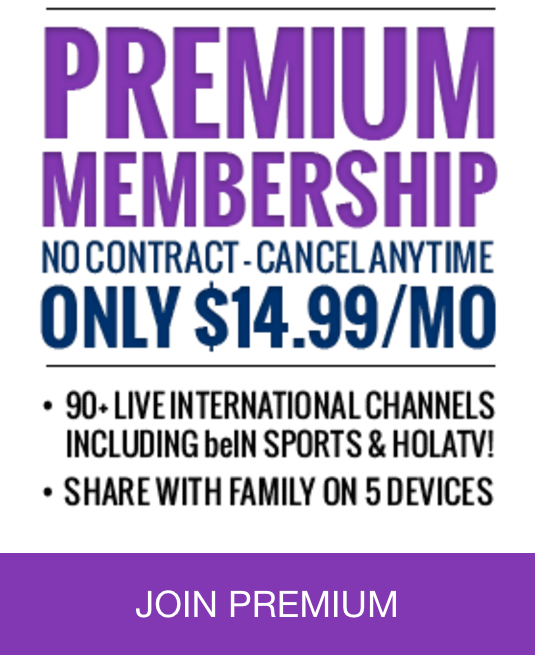 PREMIUM
MEMBERSHIP
NO CONTRACT - CANCEL ANYTIME
ONLY $14.99/MO
• 90+ LIVE INTERNATIONAL CHANNELS
INCLUDING beIN SPORTS & HOLATV!
• SHARE WITH FAMILY ON 5 DEVICES
JOIN PREMIUM